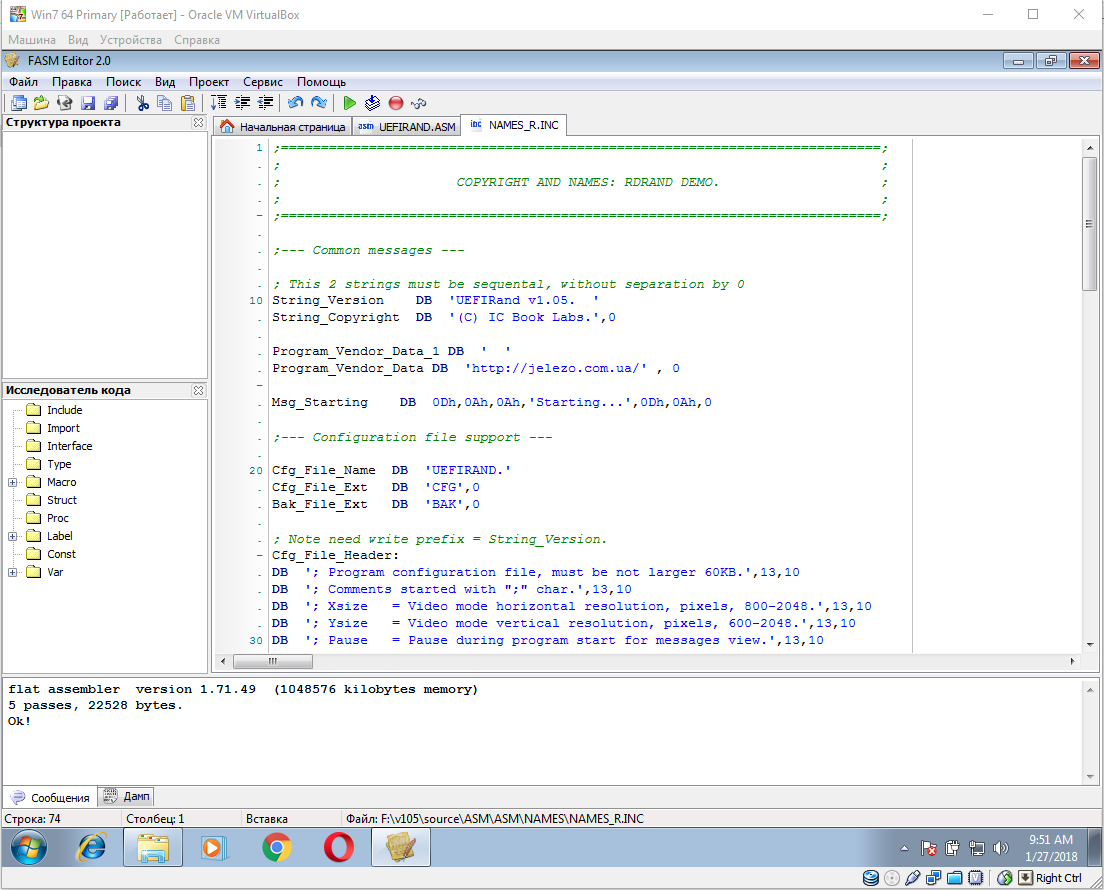 Win7 64 Primary [Работает] - Oracle VM VirtualBox
Машина Вид Устройства Справка
FASM Editor 2.0
Файл Правка Поиск Вид Проект Сервис Помощь
Структура проекта
Начальная страница asm UEFIRAND.ASM inc NAMES_R.INC
1 ;===========================================================================;
. ; ;
. ; COPYRIGHT AND NAMES: RDRAND DEMO. ;
. ; ;
- ;===========================================================================;
.
. ;--- Common messages ---
.
. ; This 2 strings must be sequental, without separation by 0
10 String_Version DB 'UEFIRand v1.05. '
. String_Copyright DB '(C) IC Book Labs.',0
.
. Program_Vendor_Data_1 DB ' '
. Program_Vendor_Data DB 'http://jelezo.com.ua/' , 0
-
. Msg_Starting DB 0Dh,0Ah,0Ah,'Starting...',0Dh,0Ah,0
.
. ;--- Configuration file support ---
.
20 Cfg_File_Name DB 'UEFIRAND.'
. Cfg_File_Ext DB 'CFG',0
. Bak_File_Ext DB 'BAK',0
.
. ; Note need write prefix = String_Version.
- Cfg_File_Header:
. DB '; Program configuration file, must be not larger 60KB.',13,10
. DB '; Comments started with ";" char.',13,10
. DB '; Xsize = Video mode horizontal resolution, pixels, 800-2048.',13,10
. DB '; Ysize = Video mode vertical resolution, pixels, 600-2048.',13,10
30 DB '; Pause = Pause during program start for messages view.',13,10
Исследователь кода
Include
Import
Interface
Type
Macro
Struct
Proc
Label
Const
Var
flat assembler version 1.71.49 (1048576 kilobytes memory)
5 passes, 22528 bytes.
Ok!
Сообщения Дамп
Строка: 74 Столбец: 1 Вставка Файл: F:\v105\source\ASM\ASM\NAMES\NAMES_R.INC
9:51 AM
1/27/2018
Right Ctrl